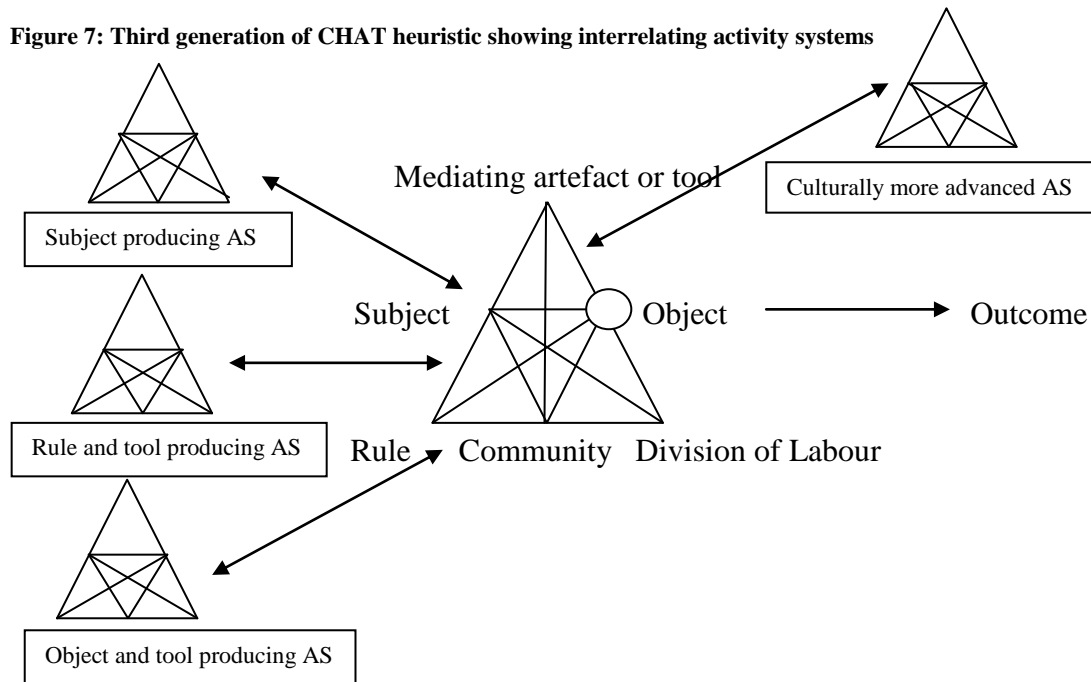 Figure 7: Third generation of CHAT heuristic showing interrelating activity systems
Mediating artefact or tool
Culturally more advanced AS
Subject producing AS
Subject
Object
Outcome
Rule and tool producing AS
Rule
Community
Division of Labour
Object and tool producing AS